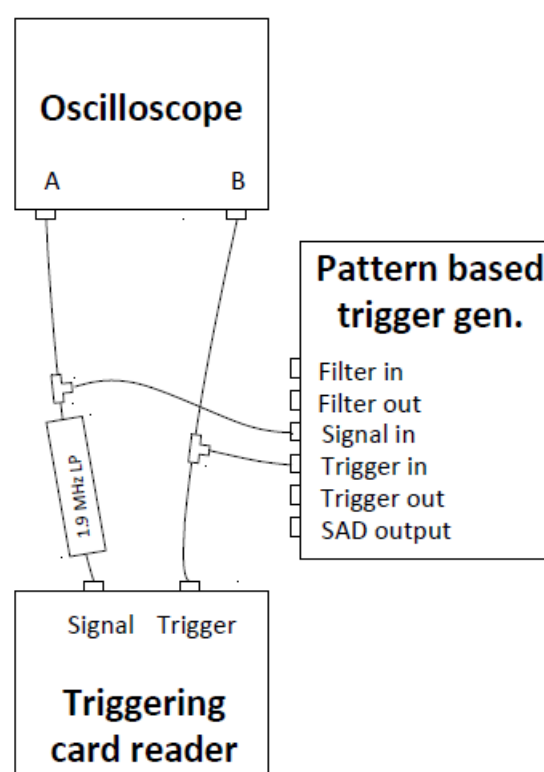 Oscilloscope
A B
Pattern based
trigger gen.
Filter in
Filter out
Signal in
Trigger in
Trigger out
SAD output
1.9 MHz LP
Signal Trigger
Triggering
card reader